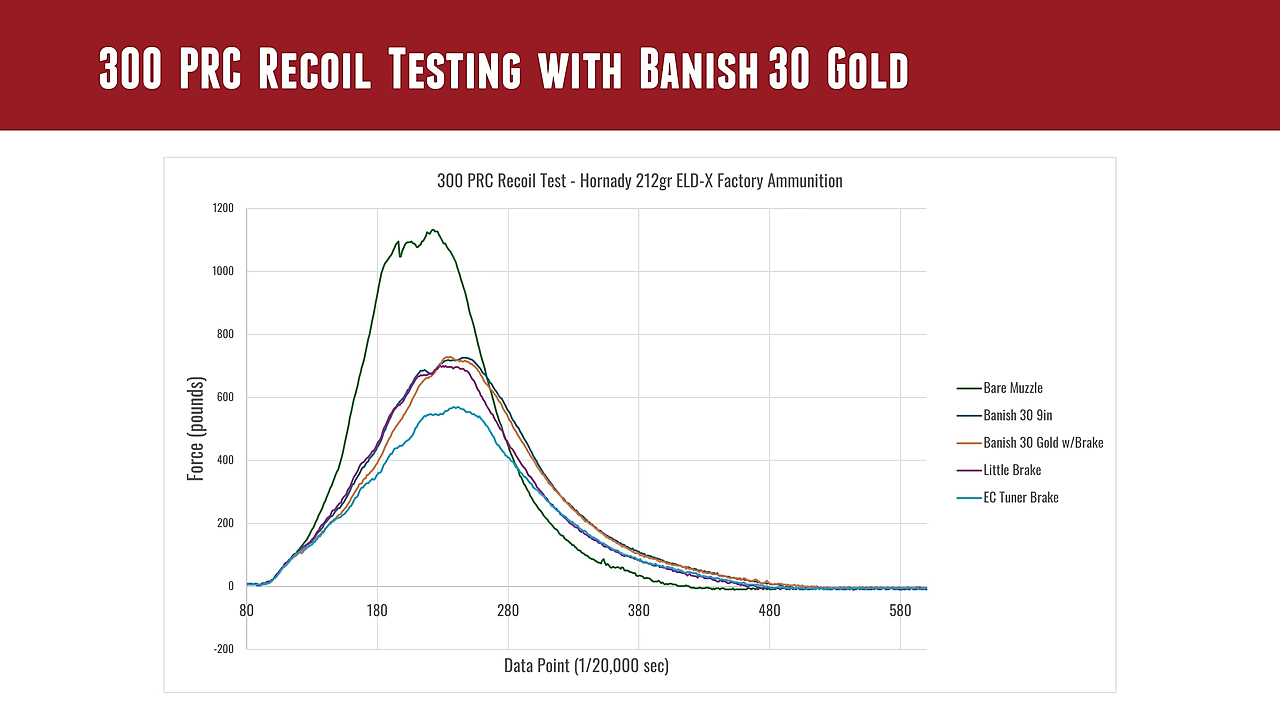 300 PRC Recoil Testing with Banish 30 Gold
300 PRC Recoil Test - Hornady 212gr ELD-X Factory Ammunition
1200
1000
800
600
400
200
0
-200
Force (pounds)
80 180 280 380 480 580
Data Point (1/20,000 sec)
Bare Muzzle
Banish 30 9in
Banish 30 Gold w/Brake
Little Brake
EC Tuner Brake